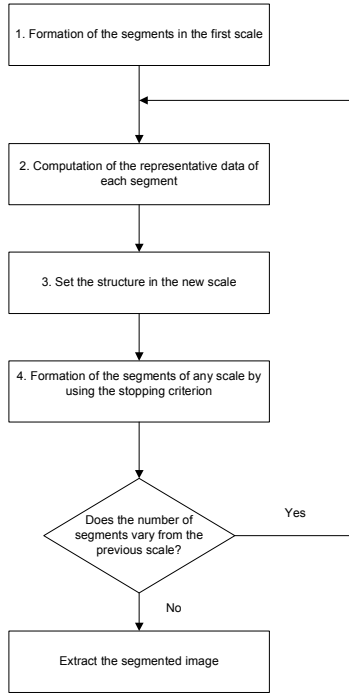 1. Formation of the segments in the first scale
2. Computation of the representative data of
each segment
3. Set the structure in the new scale
4. Formation of the segments of any scale by
using the stopping criterion
Does the number of
segments vary from the
previous scale?
Yes
No
Extract the segmented image